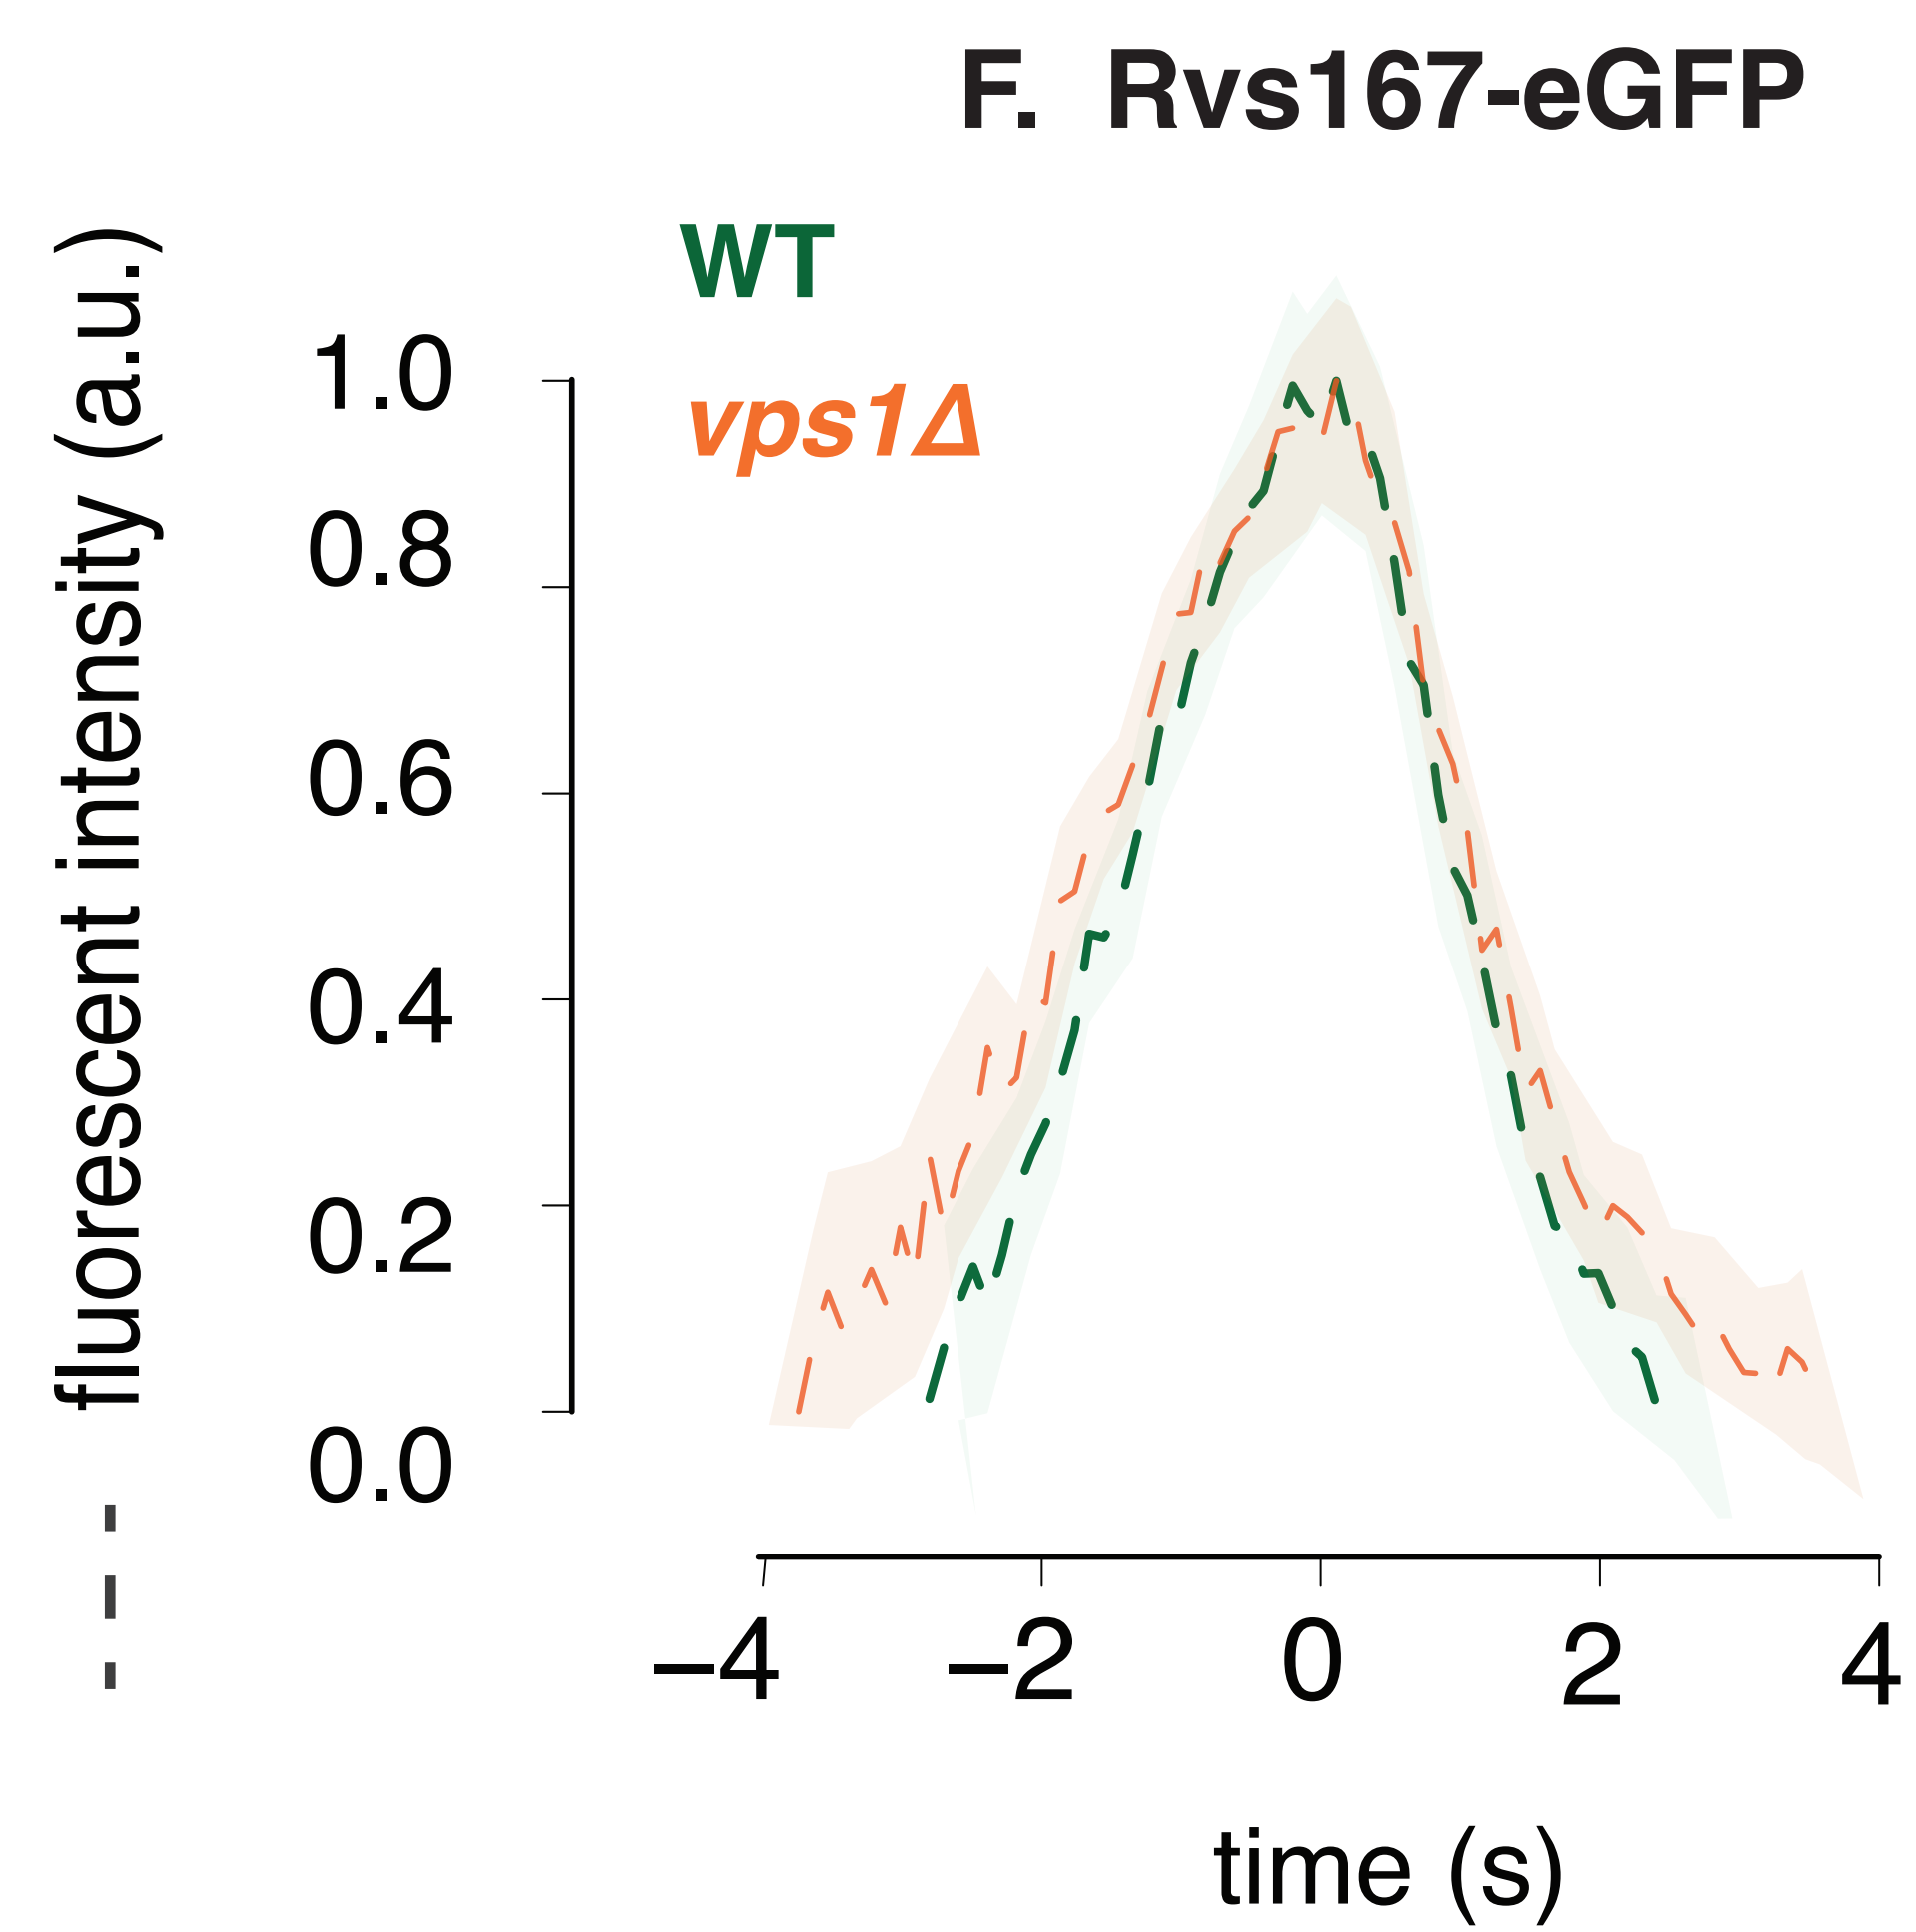 F. Rvs167-eGFP
WT
vps1Δ
fluorescent intensity (a.u.)
1.0
0.8
0.6
0.4
0.2
0.0
−4 −2 0 2 4
time (s)